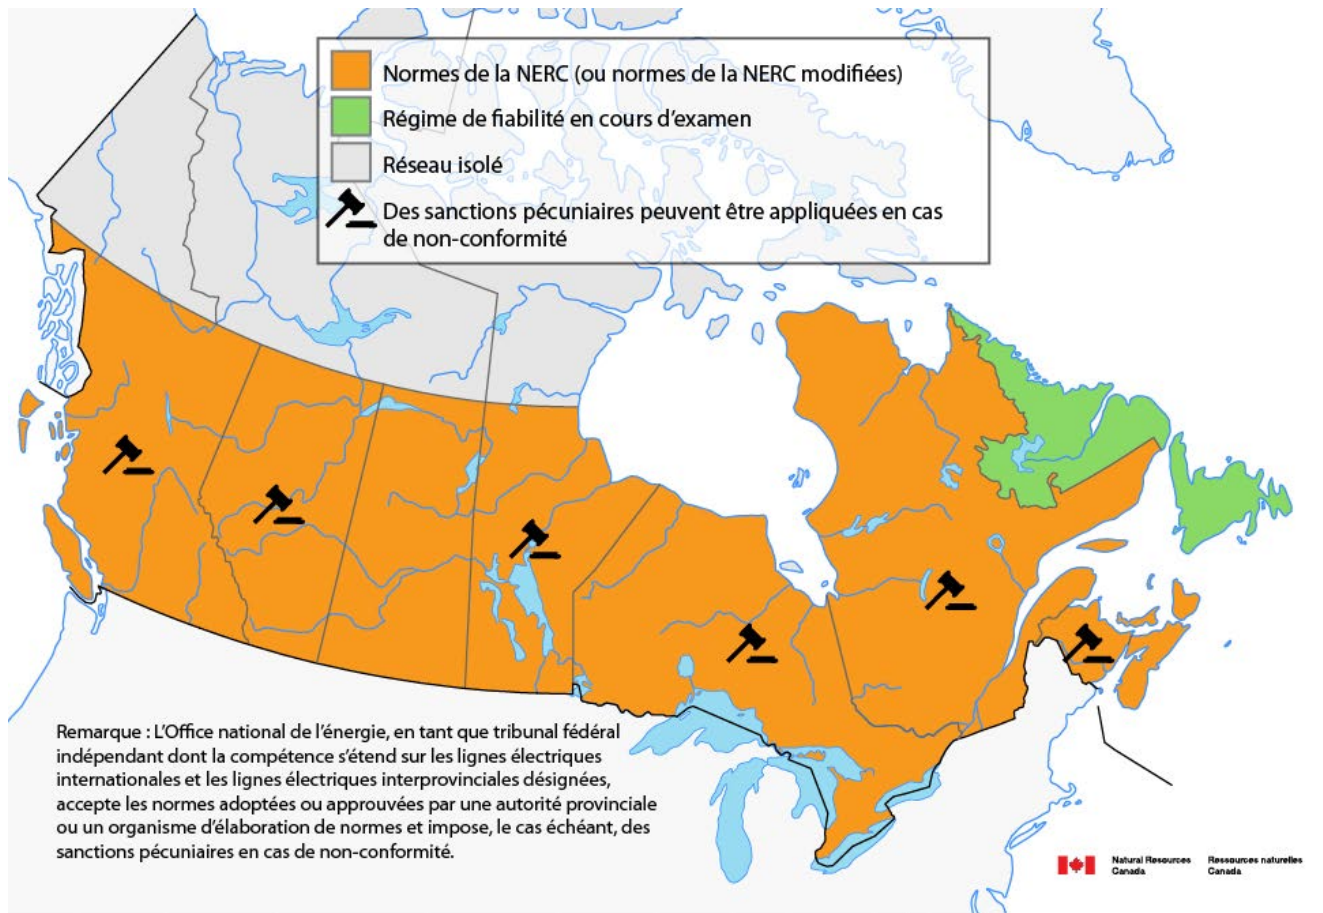 Normes de la NERC (ou normes de la NERC modifiées)
Régime de fiabilité en cours d'examen
Réseau isolé
Des sanctions pécuniaires peuvent être appliquées en cas
de non-conformité
Remarque : L'Office national de l'énergie, en tant que tribunal fédéral
indépendant dont la compétence s'étend sur les lignes électriques
internationales et les lignes électriques interprovinciales désignées,
accepte les normes adoptées ou approuvées par une autorité provinciale
ou un organisme d'élaboration de normes et impose, le cas échéant, des
sanctions pécuniaires en cas de non-conformité.
Natural Resources
Canada
Ressources naturelles
Canada